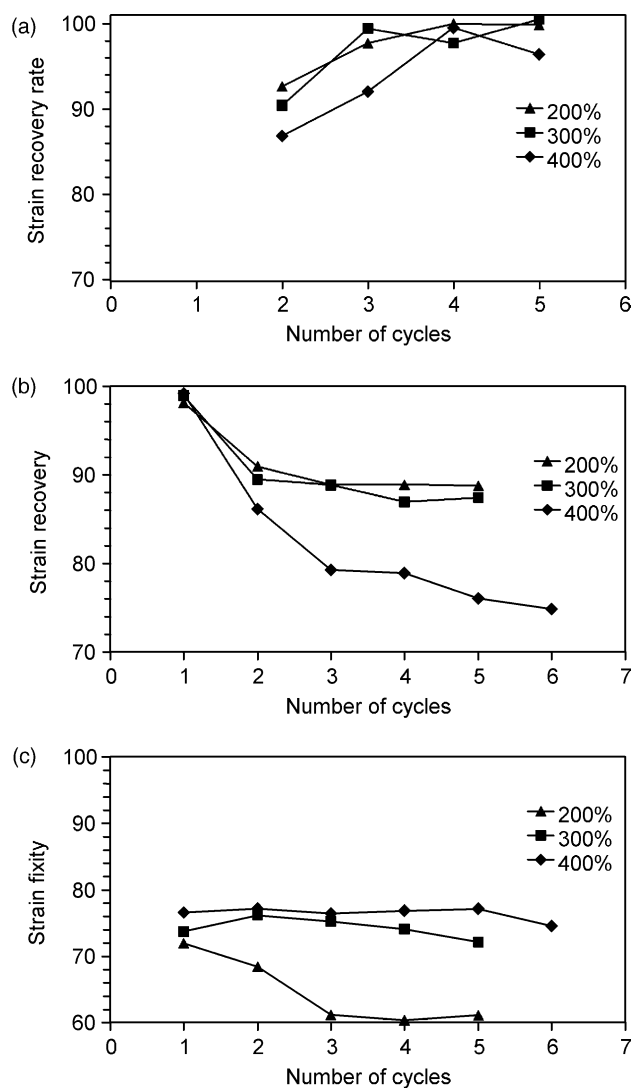 (a)
Strain recovery rate
100
90
80
70
200%
300%
400%
0 1 2 3 4 5 6
Number of cycles
(b)
Strain recovery
100
90
80
70
200%
300%
400%
0 1 2 3 4 5 6 7
Number of cycles
(c)
Strain fixity
100
90
80
70
60
200%
300%
400%
0 1 2 3 4 5 6 7
Number of cycles